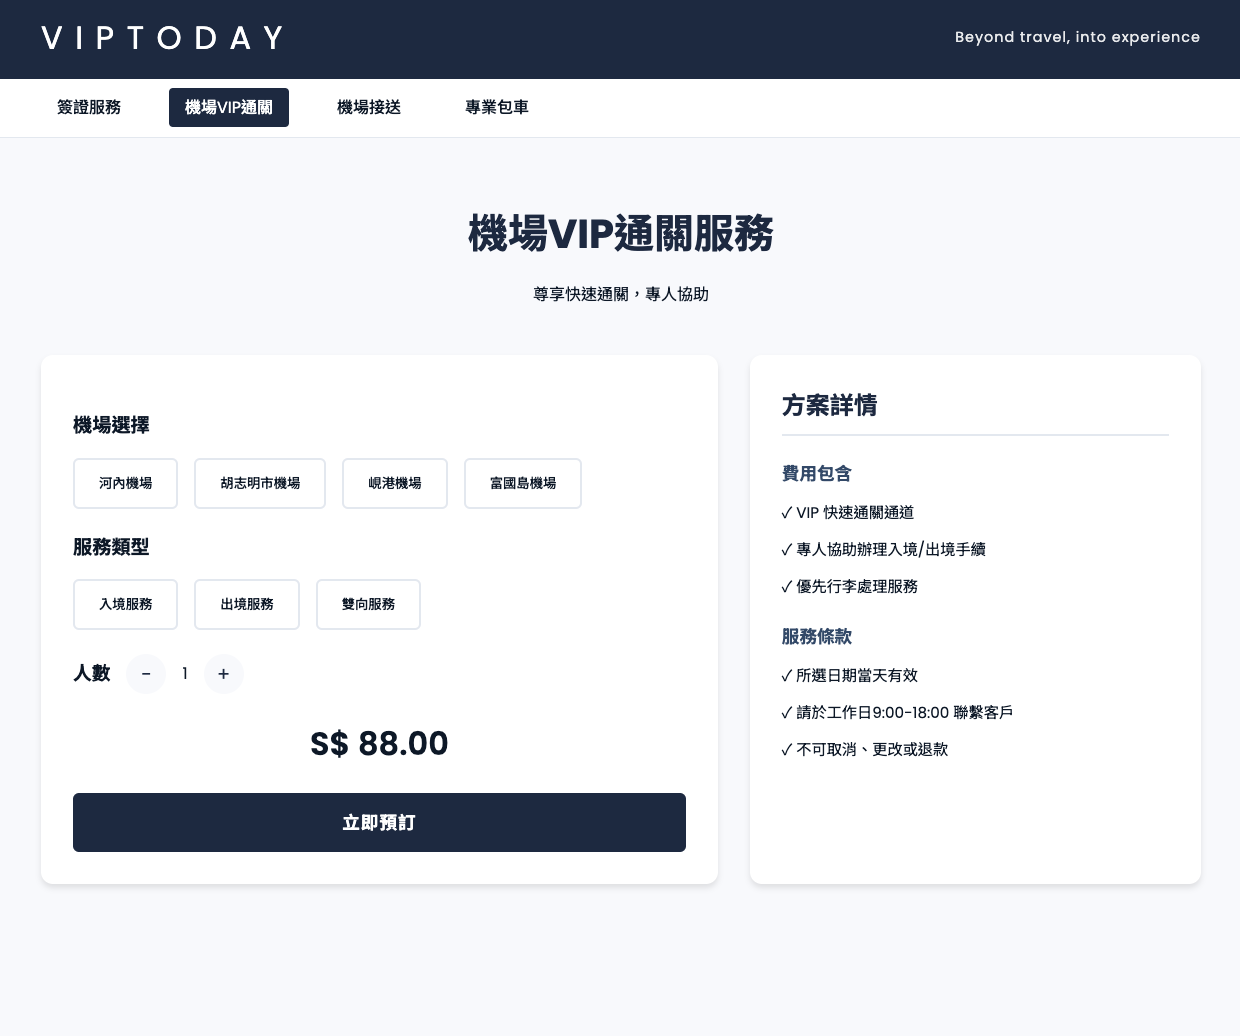 VIPTODAY
Beyond travel, into experience
簽證服務 機場VIP通關 機場接送 專業包車
機場VIP通關服務
尊享快速通關，專人協助
機場選擇
河內機場 胡志明市機場 峴港機場 富國島機場
服務類型
入境服務 出境服務 雙向服務
人數 - 1 +
S$ 88.00
立即預訂
方案詳情
費用包含
✓ VIP 快速通關通道
✓ 專人協助辦理入境/出境手續
✓ 優先行李處理服務
服務條款
✓ 所選日期當天有效
✓ 請於工作日9:00-18:00 聯繫客戶
✓ 不可取消、更改或退款